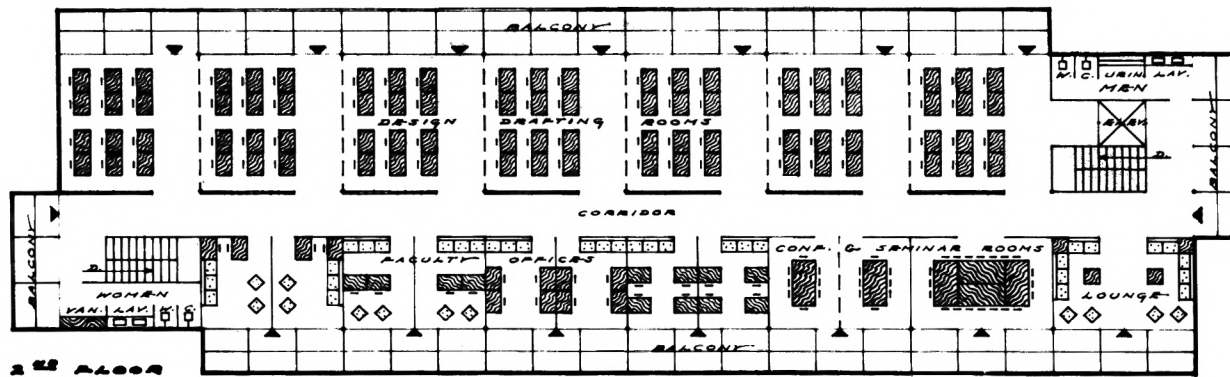 BALCONY
W. C. URIN. LAV.
MEN
DESIGN DRAFTING ROOMS
ELEV.
D.
BALCONY
CORRIDOR
BALCONY
D.
FACULTY OFFICES
CONF. & SEMINAR ROOMS
WOMEN
VAN. LAV. W. C.
LOUNGE
BALCONY
2ND FLOOR